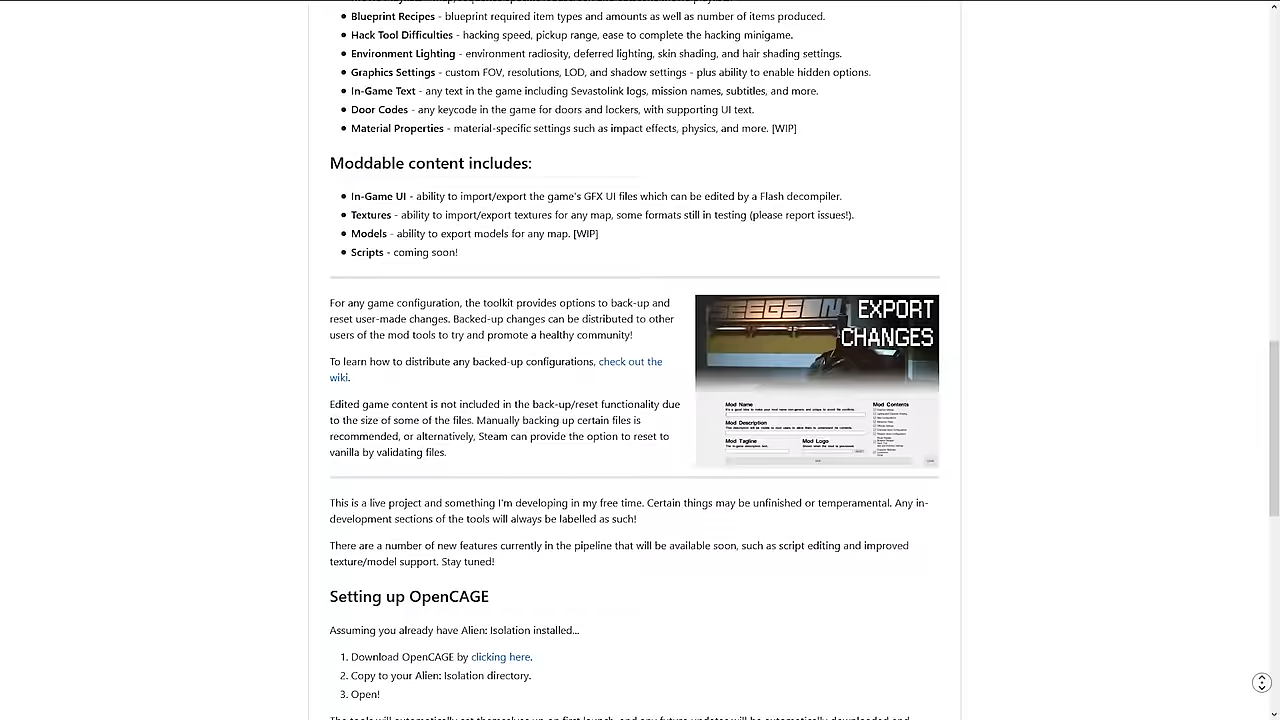 Blueprint Recipes - blueprint required item types and amounts as well as number of items produced.
Hack Tool Difficulties - hacking speed, pickup range, ease to complete the hacking minigame.
Environment Lighting - environment radiosity, deferred lighting, skin shading, and hair shading settings.
Graphics Settings - custom FOV, resolutions, LOD, and shadow settings - plus ability to enable hidden options.
In-Game Text - any text in the game including Sevastolink logs, mission names, subtitles, and more.
Door Codes - any keycode in the game for doors and lockers, with supporting UI text.
Material Properties - material-specific settings such as impact effects, physics, and more. [WIP]
Moddable content includes:
In-Game UI - ability to import/export the game's GFX UI files which can be edited by a Flash decompiler.
Textures - ability to import/export textures for any map, some formats still in testing (please report issues!).
Models - ability to export models for any map. [WIP]
Scripts - coming soon!
For any game configuration, the toolkit provides options to back-up and
reset user-made changes. Backed-up changes can be distributed to other
users of the mod tools to try and promote a healthy community!
To learn how to distribute any backed-up configurations, check out the
wiki.
Edited game content is not included in the back-up/reset functionality due
to the size of some of the files. Manually backing up certain files is
recommended, or alternatively, Steam can provide the option to reset to
vanilla by validating files.
SEEGSON
EXPORT
CHANGES
Mod Name
Mod Description
Mod Tagline
Mod Logo
Mod Contents
This is a live project and something I'm developing in my free time. Certain things may be unfinished or temperamental. Any in-
development sections of the tools will always be labelled as such!
There are a number of new features currently in the pipeline that will be available soon, such as script editing and improved
texture/model support. Stay tuned!
Setting up OpenCAGE
Assuming you already have Alien: Isolation installed...
1. Download OpenCAGE by clicking here.
2. Copy to your Alien: Isolation directory.
3. Open!